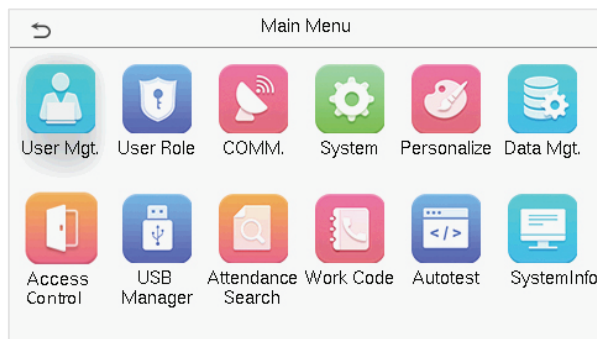 Main Menu
User Mgt. User Role COMM. System Personalize Data Mgt.
</>
Access Control USB Manager Attendance Search Work Code Autotest SystemInfo